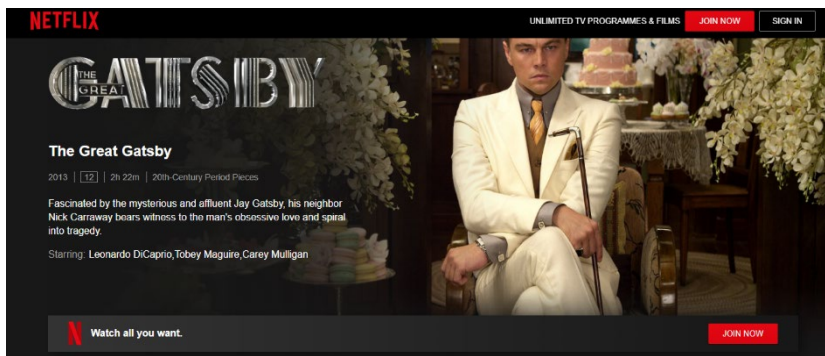 NETFLIX
UNLIMITED TV PROGRAMMES & FILMS
JOIN NOW
SIGN IN
THE
GREAT
GATSBY
The Great Gatsby
2013 | 12 | 2h 22m | 20th-Century Period Pieces
Fascinated by the mysterious and affluent Jay Gatsby, his neighbor
Nick Carraway bears witness to the man's obsessive love and spiral
into tragedy.
Starring: Leonardo DiCaprio,Tobey Maguire,Carey Mulligan
N
Watch all you want.
JOIN NOW